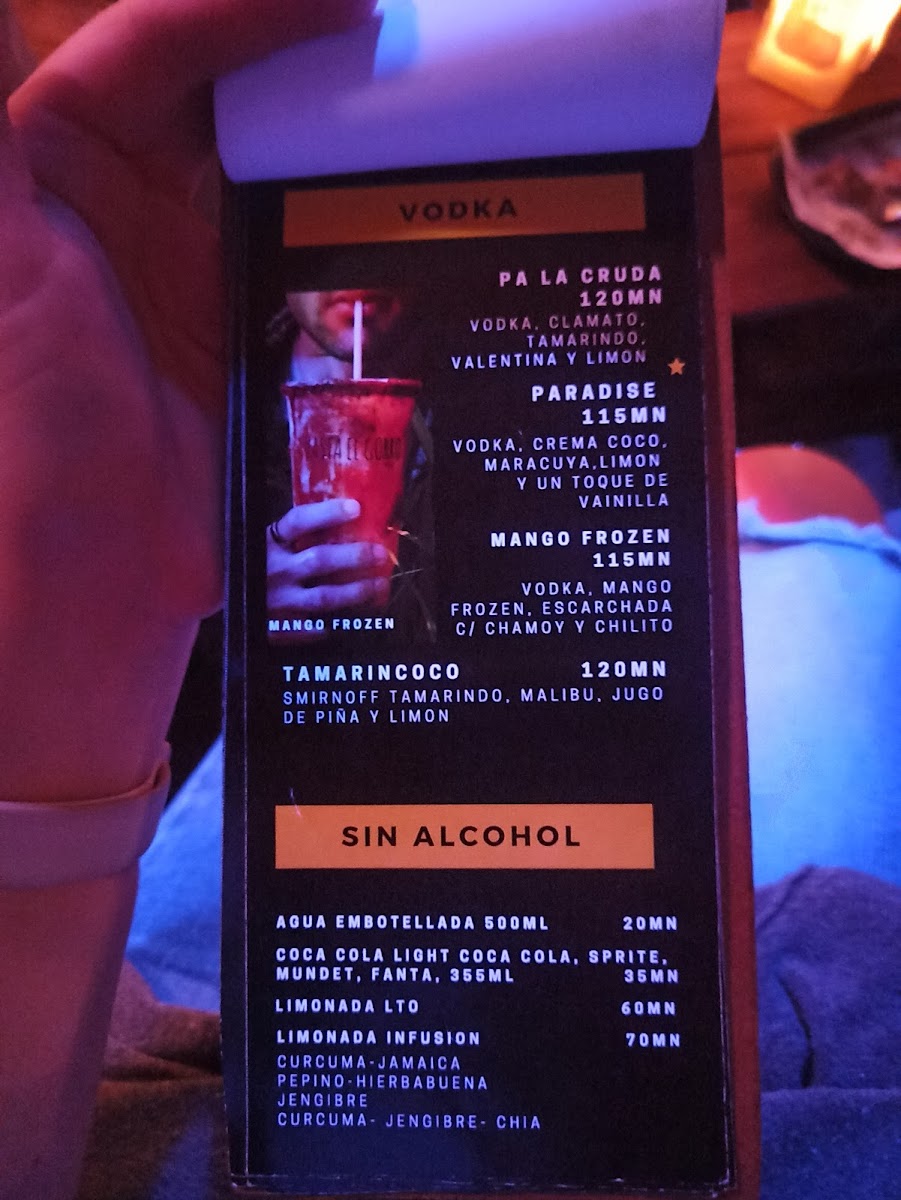 VODKA
PA LA CRUDA
120MN
VODKA, CLAMATO,
TAMARINDO,
VALENTINA Y LIMON
PARADISE
115MN
VODKA, CREMA COCO,
MARACUYA,LIMON
Y UN TOQUE DE
VAINILLA
MANGO FROZEN
115MN
VODKA, MANGO
FROZEN, ESCARCHADA
C/ CHAMOY Y CHILITO
MANGO FROZEN
TAMARINCOCO 120MN
SMIRNOFF TAMARINDO, MALIBU, JUGO
DE PIÑA Y LIMON
SIN ALCOHOL
AGUA EMBOTELLADA 500ML 20MN
COCA COLA LIGHT COCA COLA, SPRITE,
MUNDET, FANTA, 355ML 35MN
LIMONADA LTO 60MN
LIMONADA INFUSION 70MN
CURCUMA-JAMAICA
PEPINO-HIERBABUENA
JENGIBRE
CURCUMA- JENGIBRE- CHIA